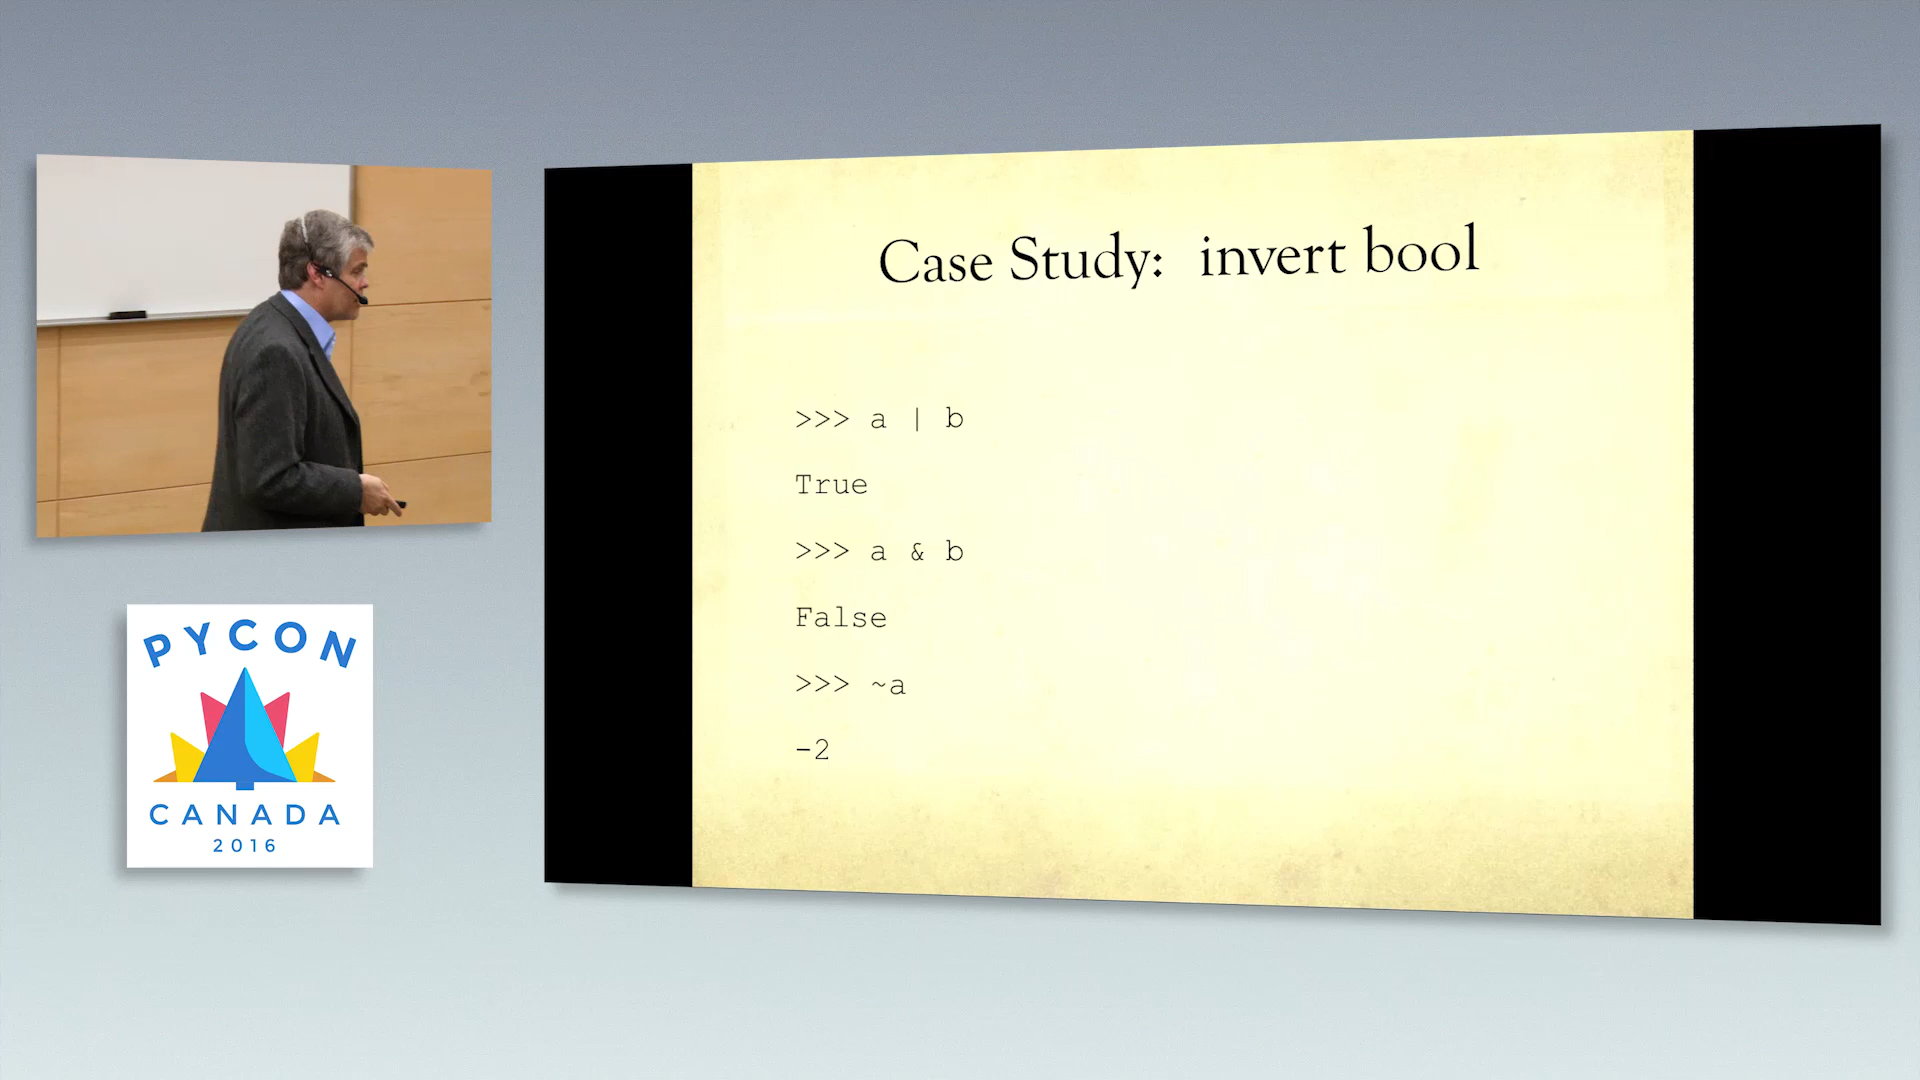 Case Study: invert bool
>>> a | b
True
>>> a & b
False
>>> ~a
-2
PYCON
CANADA
2016